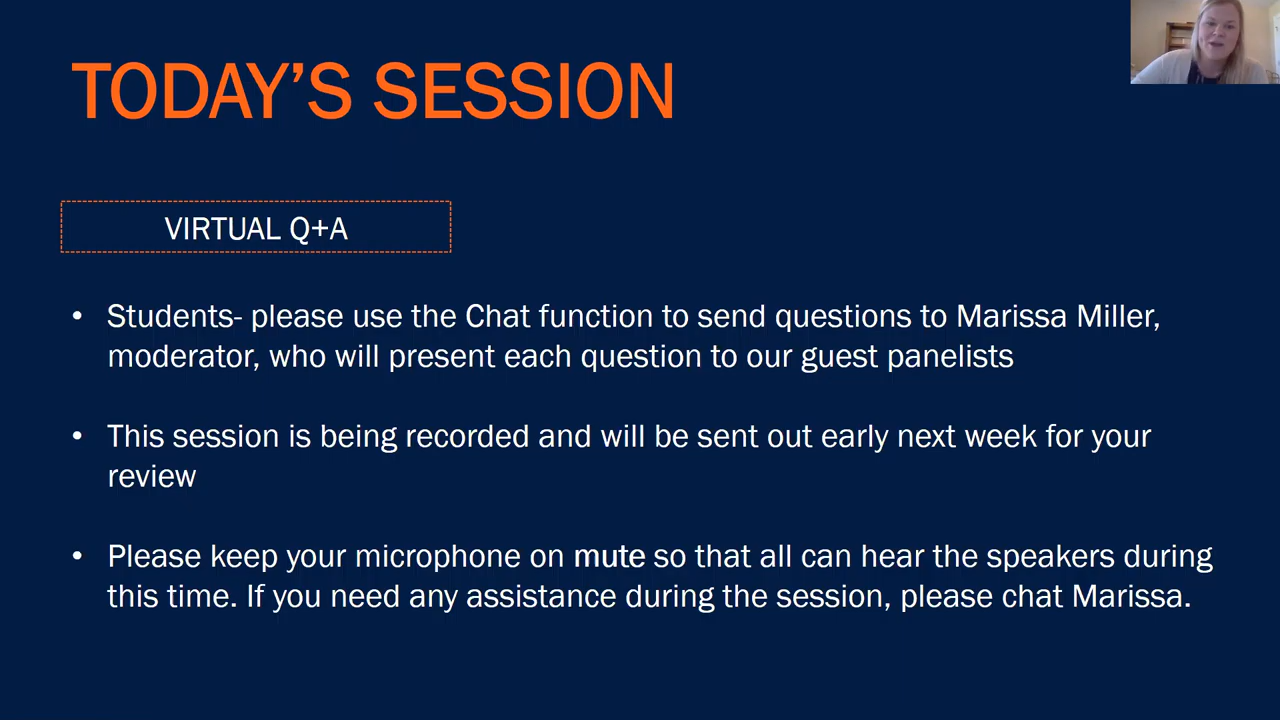 TODAY’S SESSION
VIRTUAL Q+A
• Students- please use the Chat function to send questions to Marissa Miller,
moderator, who will present each question to our guest panelists
• This session is being recorded and will be sent out early next week for your
review
• Please keep your microphone on mute so that all can hear the speakers during
this time. If you need any assistance during the session, please chat Marissa.